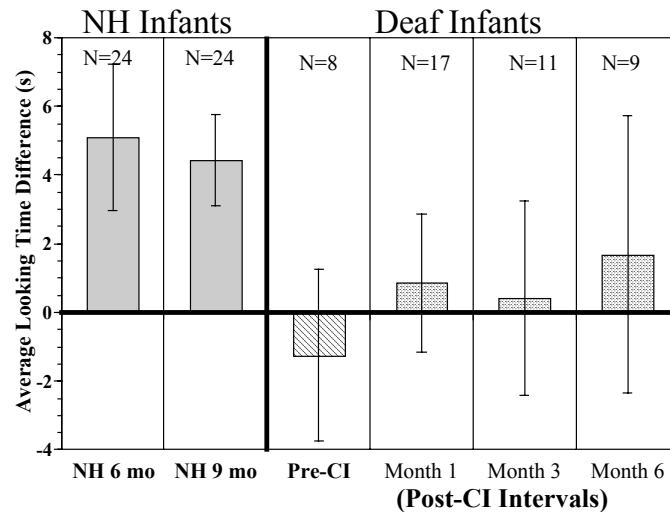 NH Infants Deaf Infants
N=24 N=24 N=8 N=17 N=11 N=9
Average Looking Time Difference (s)
8
6
4
2
0
-2
-4
NH 6 mo NH 9 mo Pre-CI Month 1 Month 3 Month 6
(Post-CI Intervals)